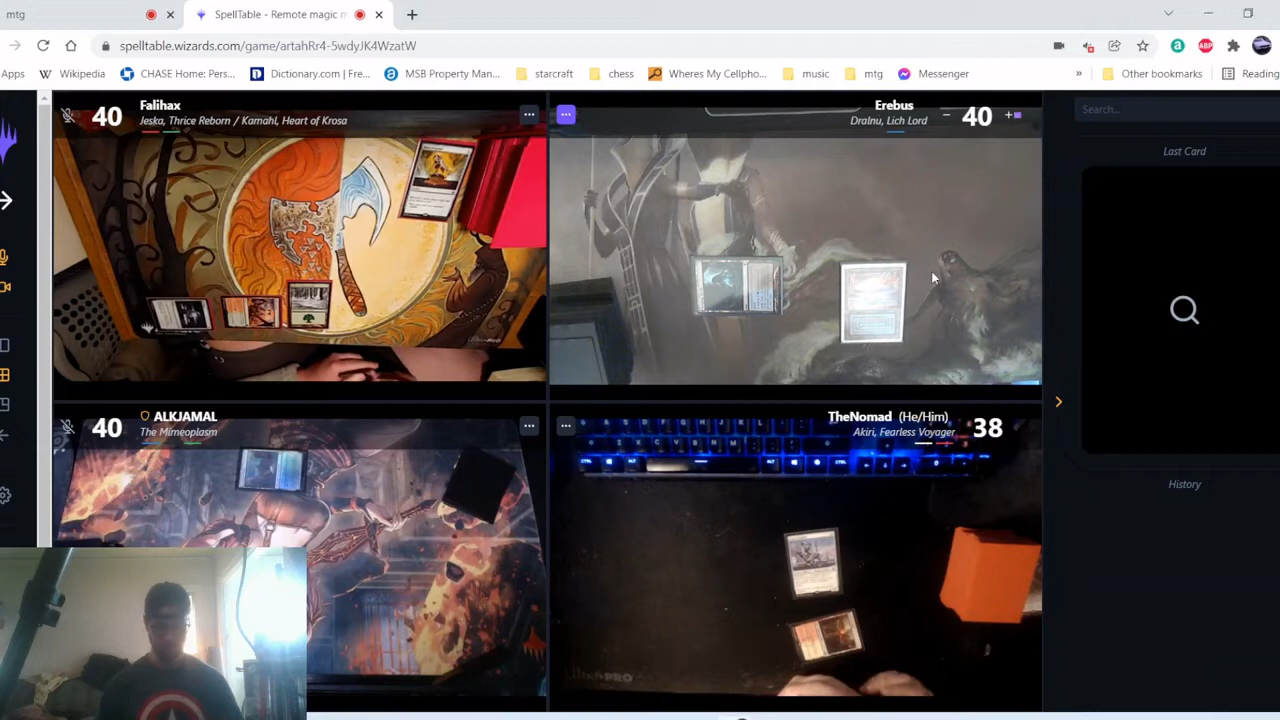 mtg
SpellTable - Remote magic m
spelltable.wizards.com/game/artahRr4-5wdyJK4WzatW
ABP
Apps
W Wikipedia
CHASE Home: Pers...
Dictionary.com | Fre...
MSB Property Man...
starcraft
chess
Wheres My Cellpho...
music
mtg
Messenger
»
Other bookmarks
Reading
40
Falihax
Jeska, Thrice Reborn / Kamahl, Heart of Krosa
Erebus
Dralnu, Lich Lord
40
Search...
Last Card
40
ALKJAMAL
The Mimeoplasm
TheNomad (He/Him)
Akiri, Fearless Voyager
38
History